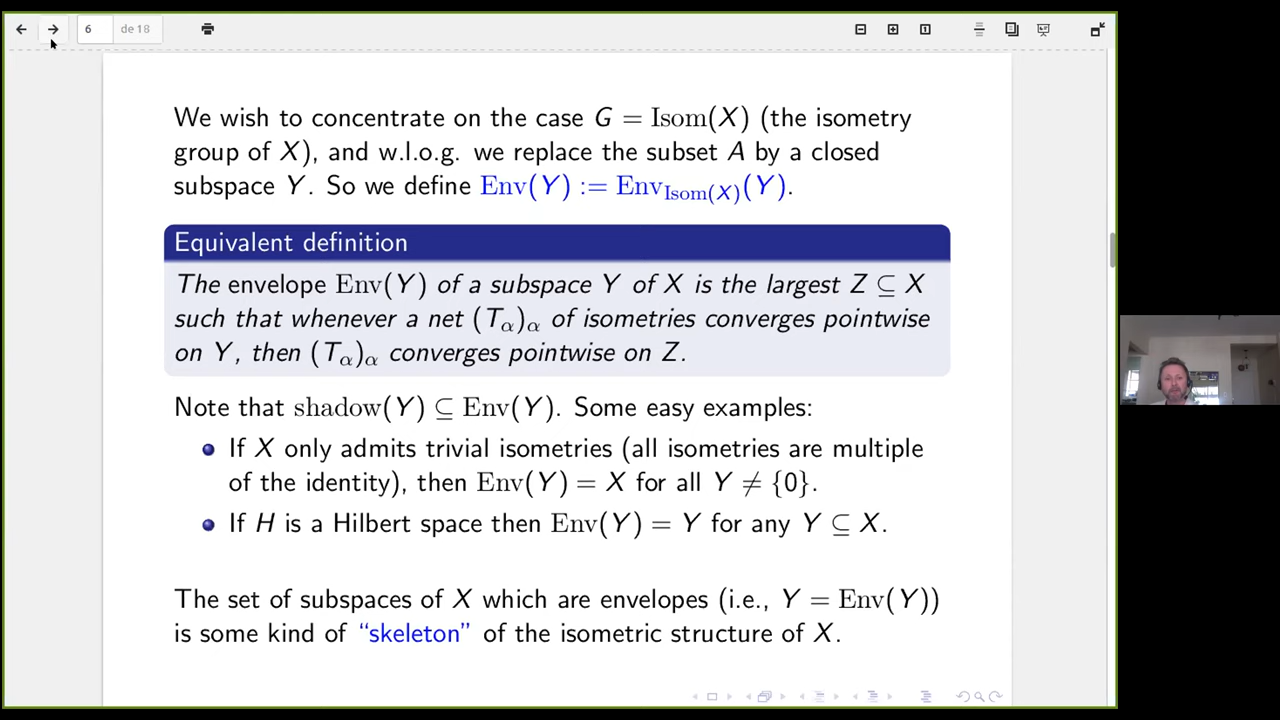 6 de 18
We wish to concentrate on the case G = Isom(X) (the isometry
group of X), and w.l.o.g. we replace the subset A by a closed
subspace Y. So we define Env(Y) := Env_{Isom(X)}(Y).
Equivalent definition
The envelope Env(Y) of a subspace Y of X is the largest Z ⊆ X
such that whenever a net (T_α)_α of isometries converges pointwise
on Y, then (T_α)_α converges pointwise on Z.
Note that shadow(Y) ⊆ Env(Y). Some easy examples:
If X only admits trivial isometries (all isometries are multiple
of the identity), then Env(Y) = X for all Y ≠ {0}.
If H is a Hilbert space then Env(Y) = Y for any Y ⊆ X.
The set of subspaces of X which are envelopes (i.e., Y = Env(Y))
is some kind of “skeleton” of the isometric structure of X.